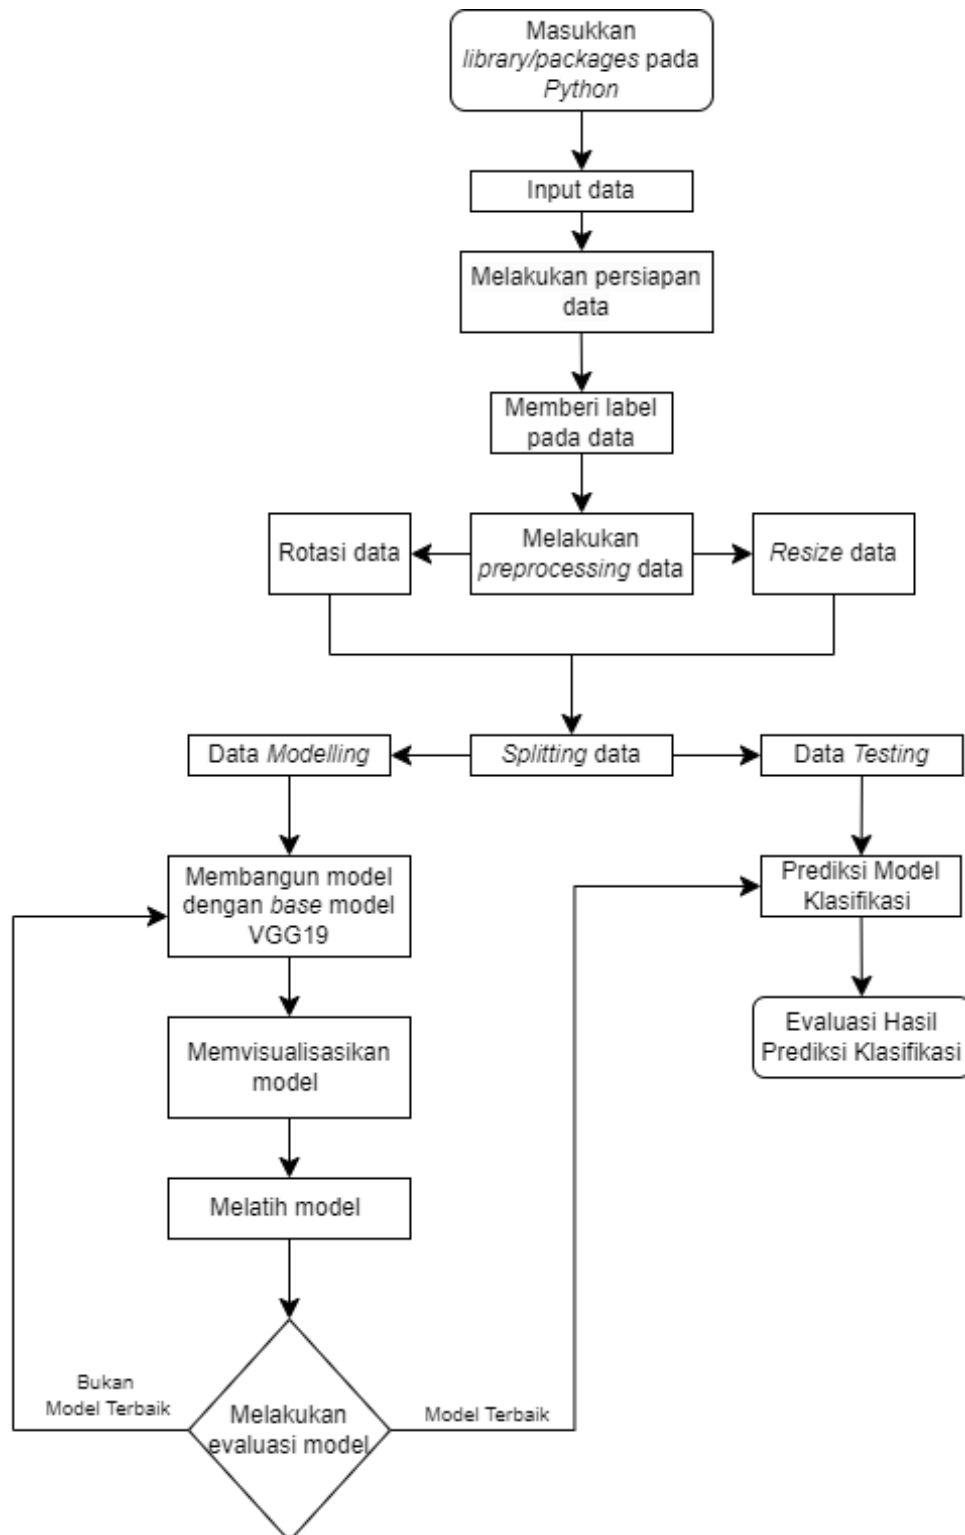 Masukkan
library/packages pada
Python
Input data
Melakukan persiapan
data
Memberi label
pada data
Rotasi data
Melakukan
preprocessing data
Resize data
Data Modelling
Splitting data
Data Testing
Membangun model
dengan base model
VGG19
Prediksi Model
Klasifikasi
Memvisualisasikan
model
Evaluasi Hasil
Prediksi Klasifikasi
Melatih model
Bukan
Model Terbaik
Melakukan
evaluasi model
Model Terbaik